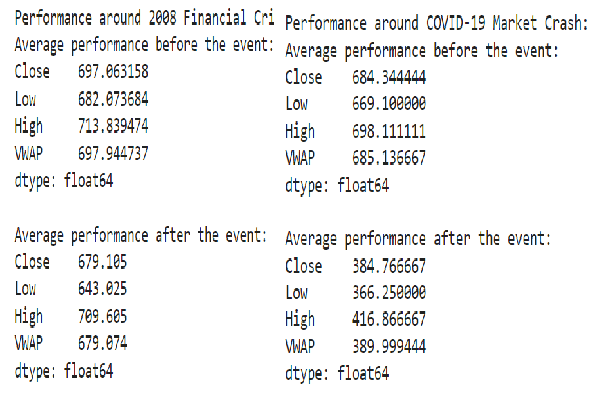 Performance around 2008 Financial Cri
Average performance before the event:
Close 697.063158
Low 682.073684
High 713.839474
VWAP 697.944737
dtype: float64
Average performance after the event:
Close 679.105
Low 643.025
High 709.605
VWAP 679.074
dtype: float64
Performance around COVID-19 Market Crash:
Average performance before the event:
Close 684.344444
Low 669.100000
High 698.111111
VWAP 685.136667
dtype: float64
Average performance after the event:
Close 384.766667
Low 366.250000
High 416.866667
VWAP 389.999444
dtype: float64